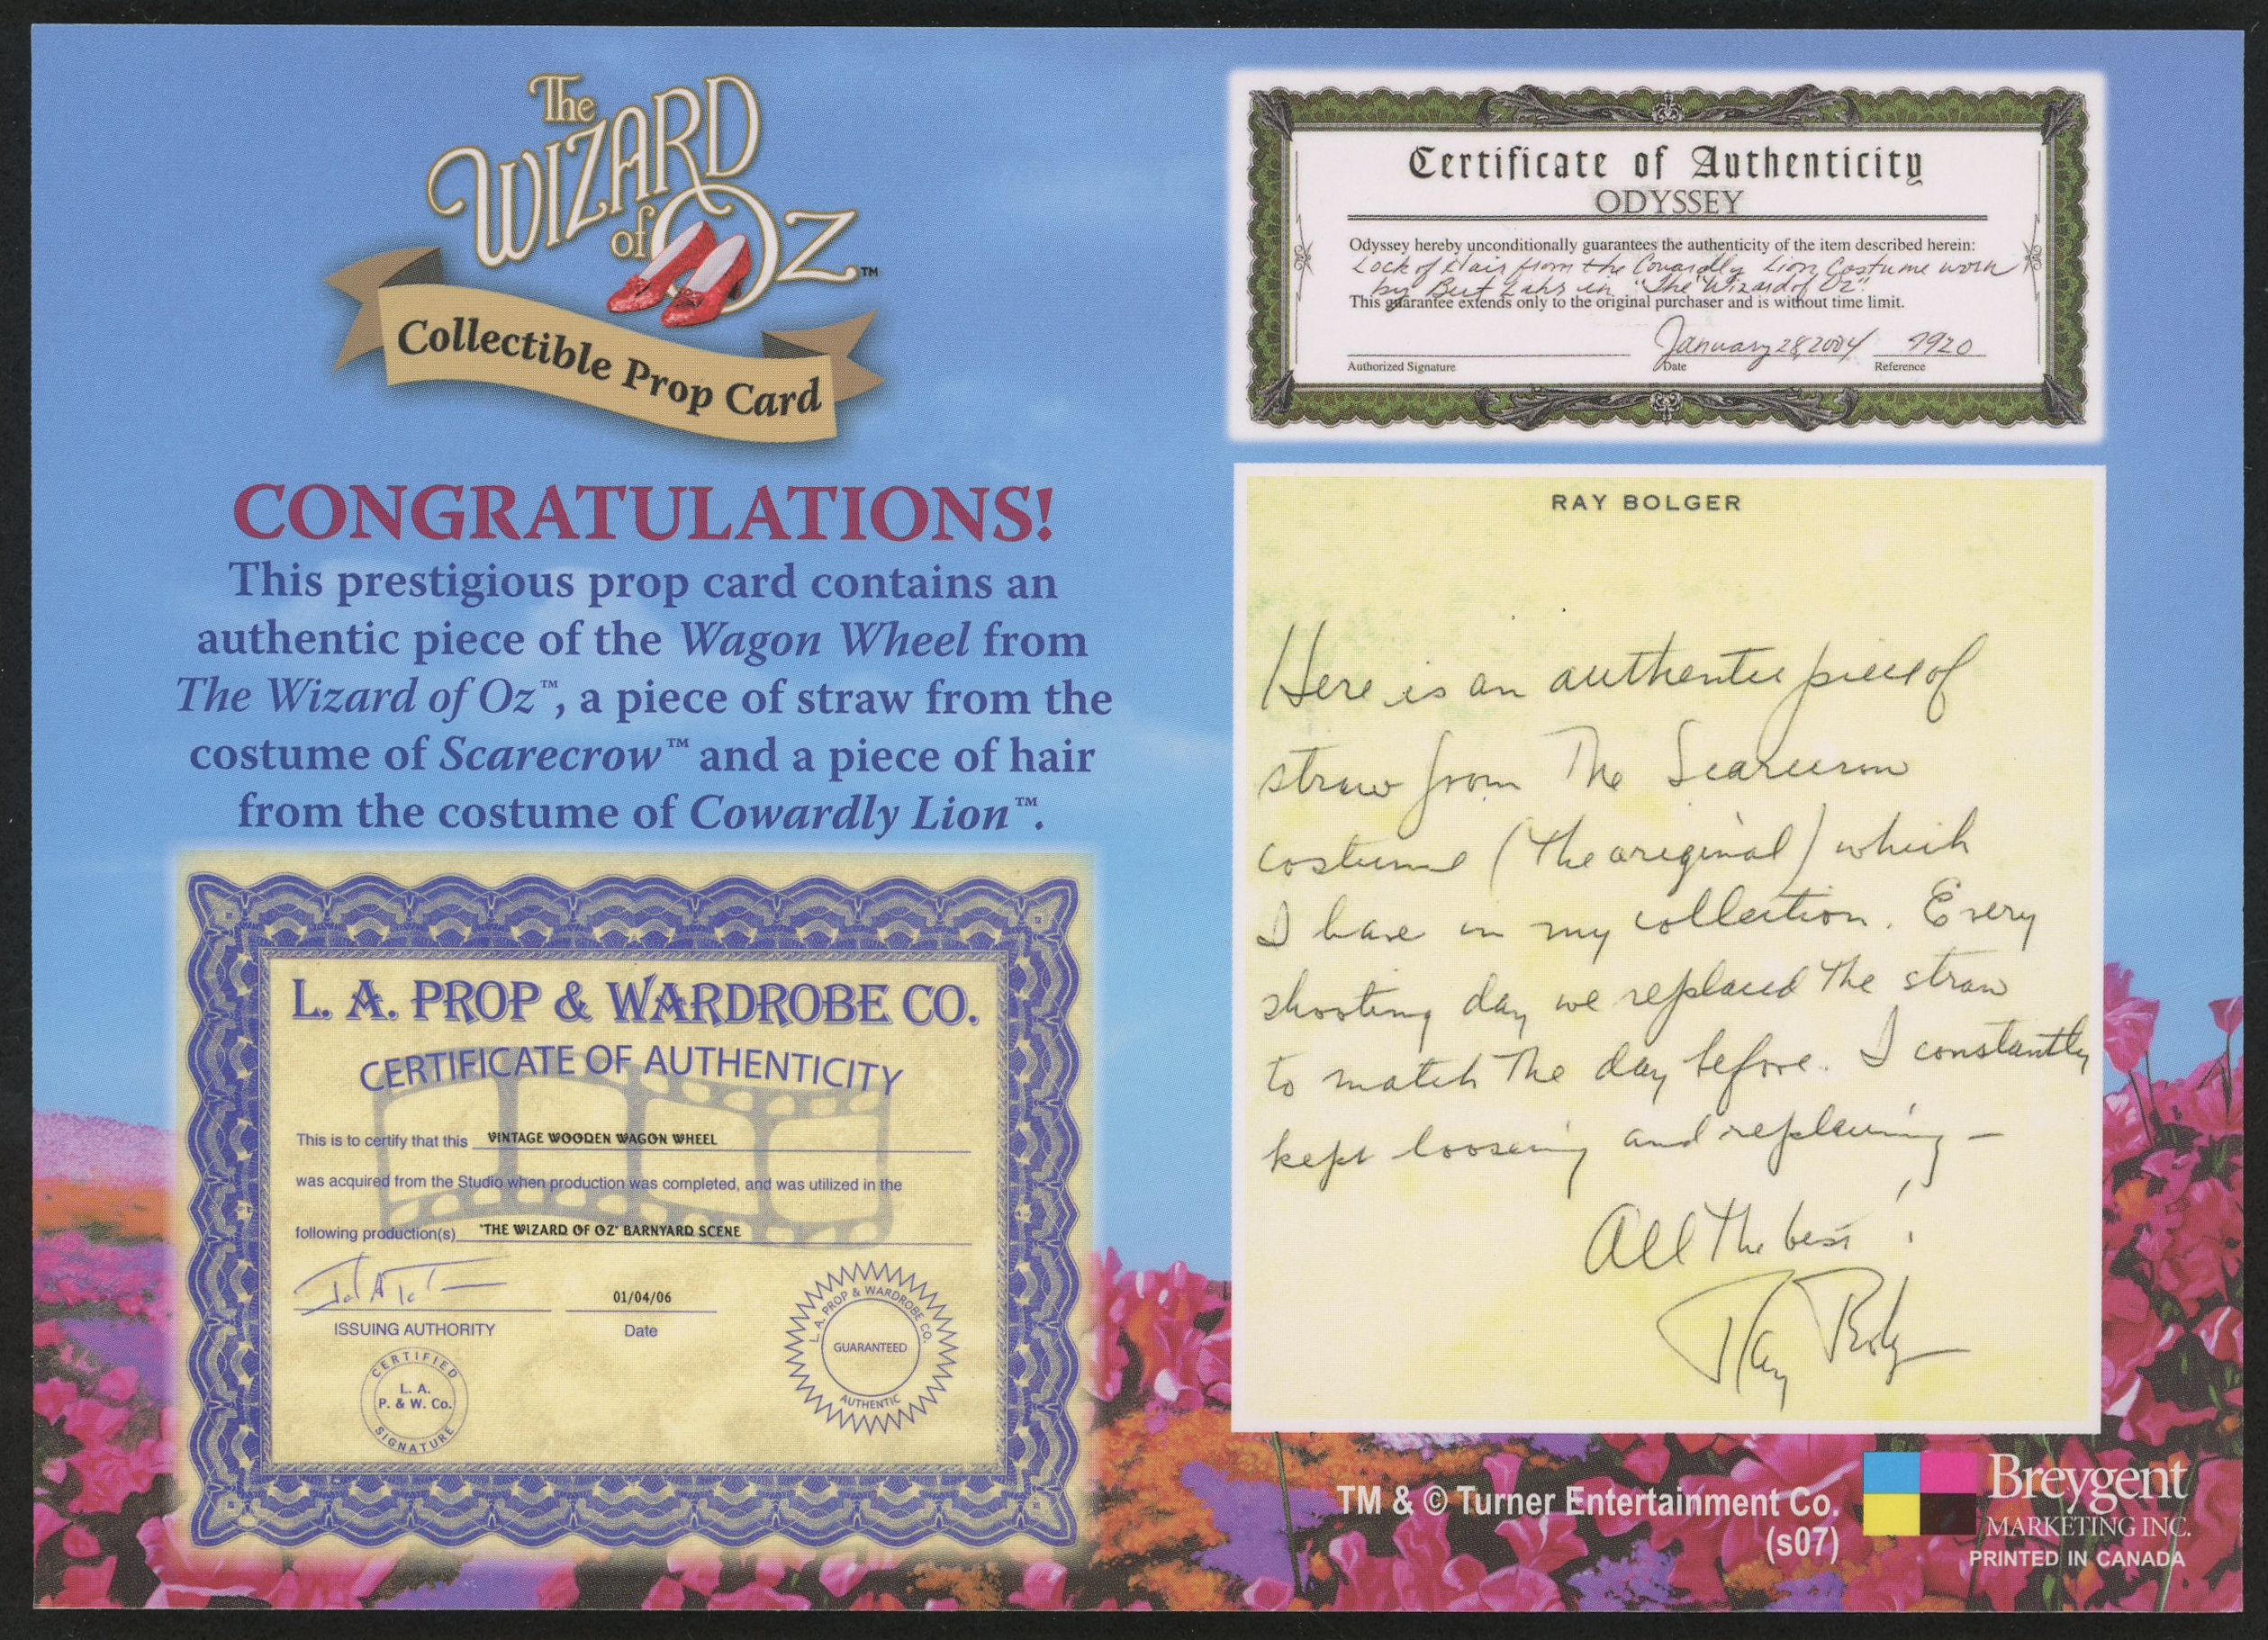 The
WIZARD
of OZ™
Collectible Prop Card
CONGRATULATIONS!
This prestigious prop card contains an
authentic piece of the Wagon Wheel from
The Wizard of Oz™, a piece of straw from the
costume of Scarecrow™ and a piece of hair
from the costume of Cowardly Lion™.
L. A. PROP & WARDROBE CO.
CERTIFICATE OF AUTHENTICITY
This is to certify that this VINTAGE WOODEN WAGON WHEEL
was acquired from the Studio when production was completed, and was utilized in the
following production(s) "THE WIZARD OF OZ" BARNYARD SCENE
01/04/06
ISSUING AUTHORITY Date
CERTIFIED
L. A.
P. & W. Co.
SIGNATURE
L. A. PROP & WARDROBE CO.
GUARANTEED
AUTHENTIC
Certificate of Authenticity
ODYSSEY
Odyssey hereby unconditionally guarantees the authenticity of the item described herein:
Lock of Hair from the Cowardly Lion Costume worn
by Bert Lahr in "The Wizard of Oz".
This guarantee extends only to the original purchaser and is without time limit.
January 28, 2004 9920
Authorized Signature Date Reference
RAY BOLGER
Here is an authentic piece of
straw from The Scarecrow
costume (the original) which
I have in my collection. Every
shooting day we replaced the straw
to match the day before. I constantly
kept loosening and replacing –
All the best!
Ray Bolger
TM & © Turner Entertainment Co.
(s07)
Breygent
MARKETING INC.
PRINTED IN CANADA